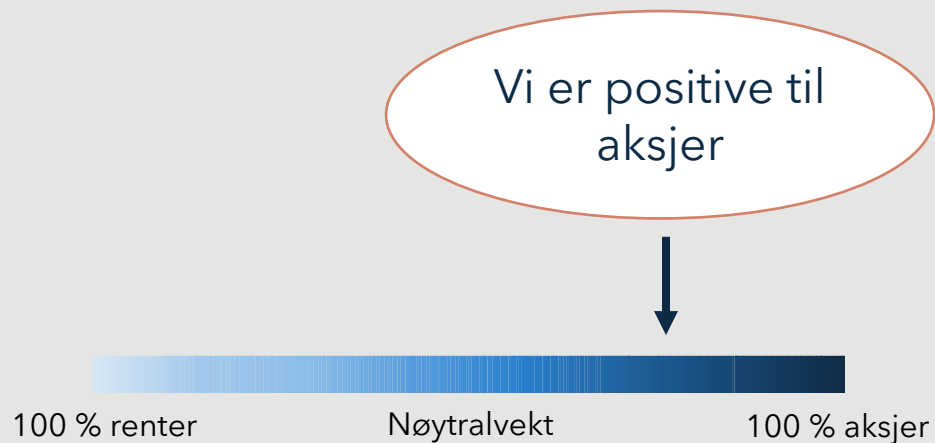 Vi er positive til
aksjer
100 % renter
Nøytralvekt
100 % aksjer